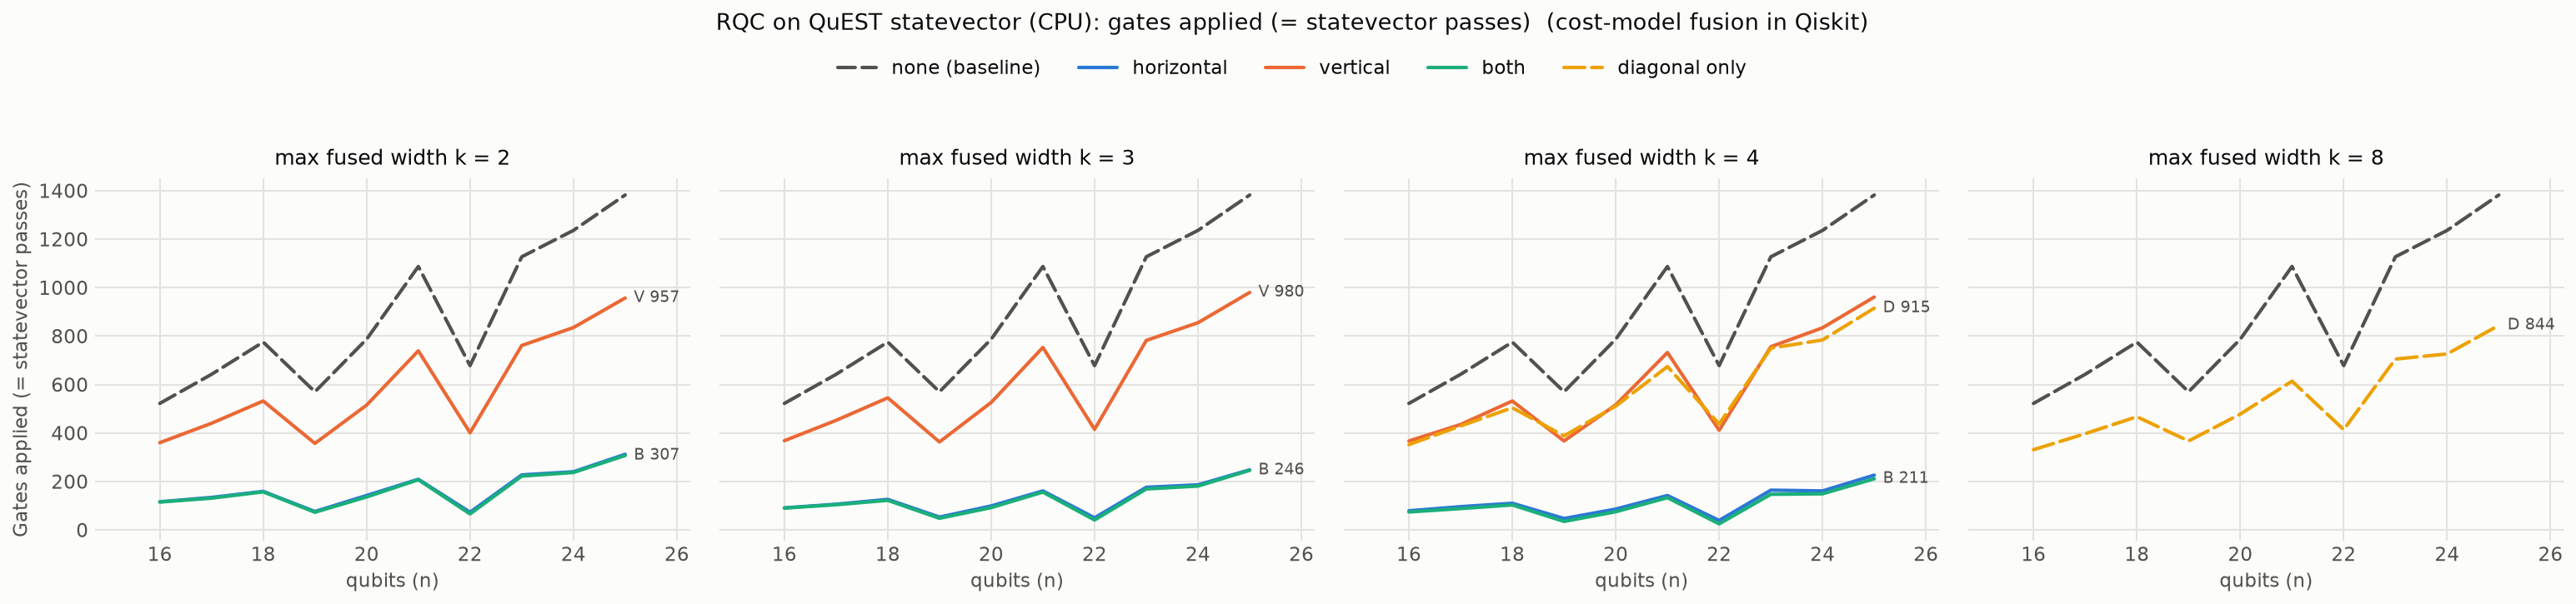 RQC on QuEST statevector (CPU): gates applied (= statevector passes)  (cost-model fusion in Qiskit)
none (baseline) horizontal vertical both diagonal only
max fused width k = 2
Gates applied (= statevector passes)
1400
1200
1000
800
600
400
200
0
V 957
B 307
16 18 20 22 24 26
qubits (n)
max fused width k = 3
V 980
B 246
16 18 20 22 24 26
qubits (n)
max fused width k = 4
D 915
B 211
16 18 20 22 24 26
qubits (n)
max fused width k = 8
D 844
16 18 20 22 24 26
qubits (n)